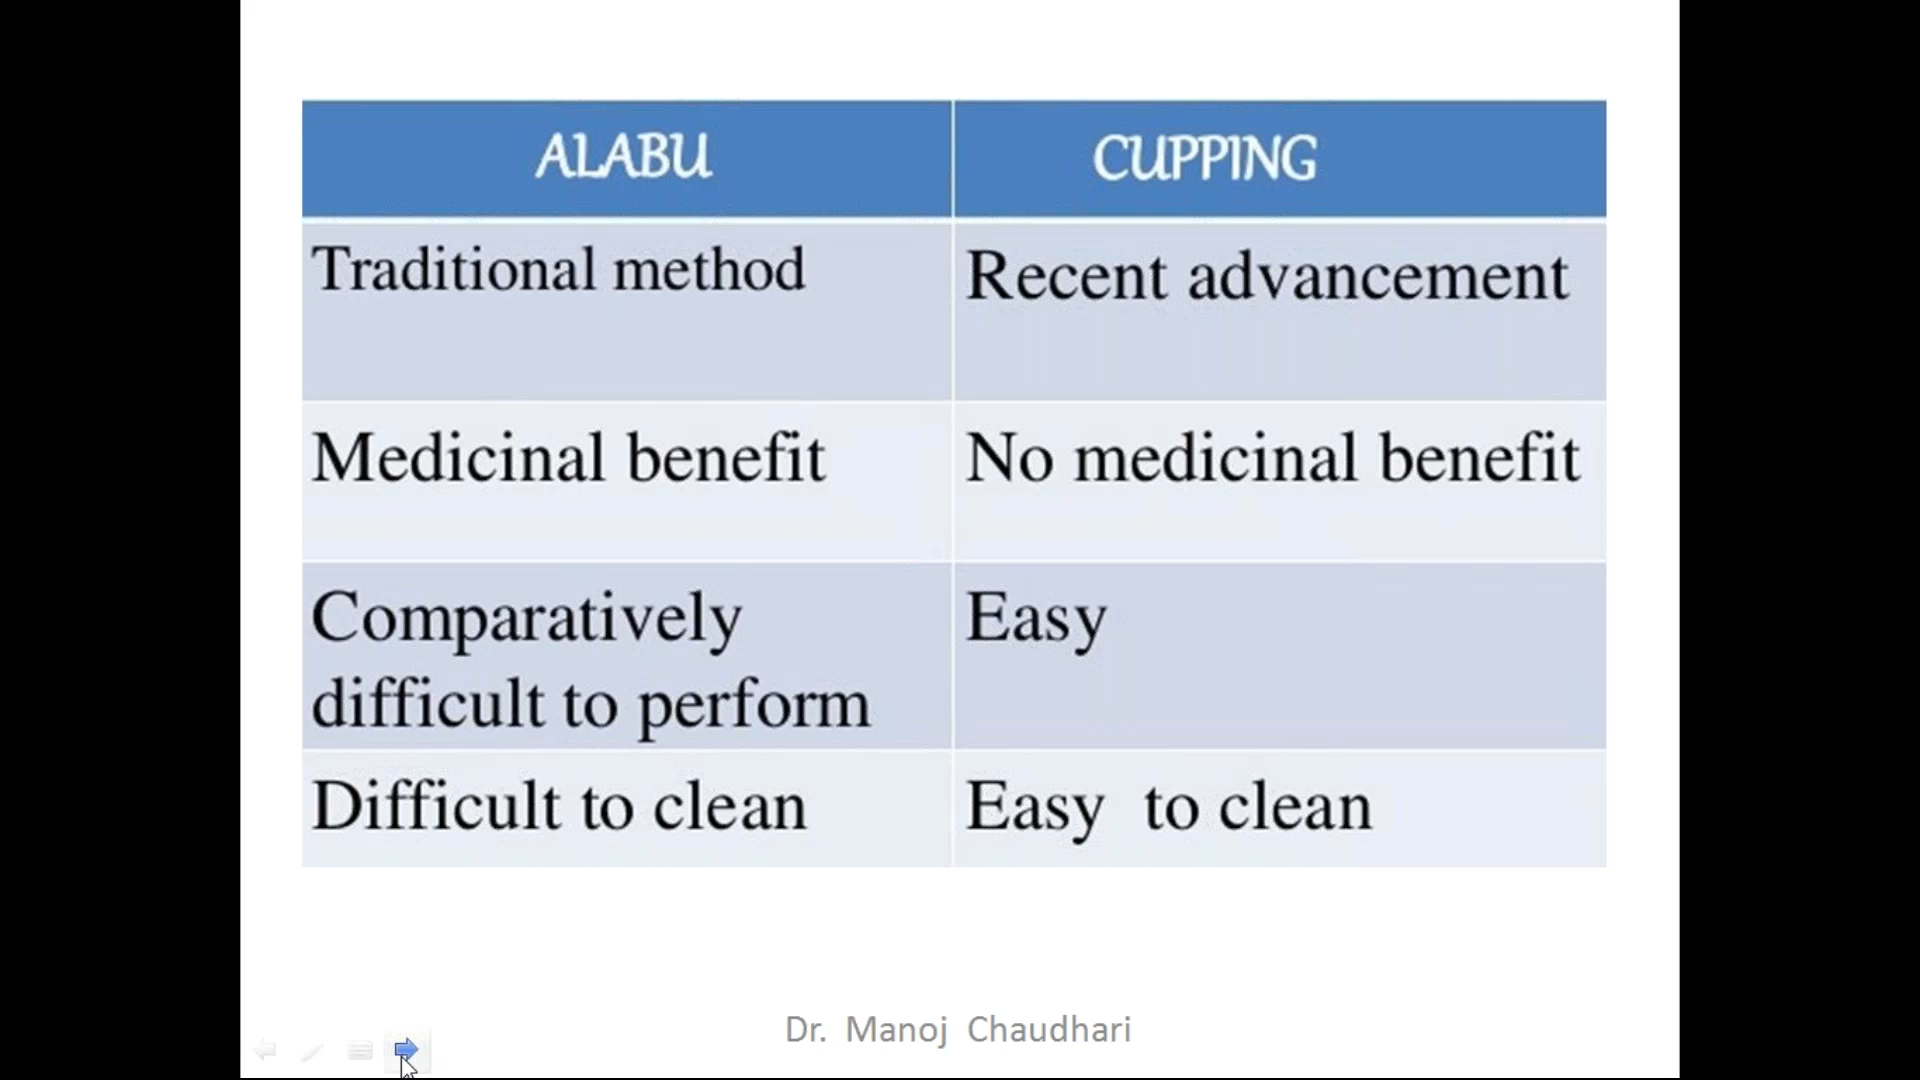 ALABU
CUPPING
Traditional method
Recent advancement
Medicinal benefit
No medicinal benefit
Comparatively
difficult to perform
Easy
Difficult to clean
Easy to clean
Dr. Manoj Chaudhari